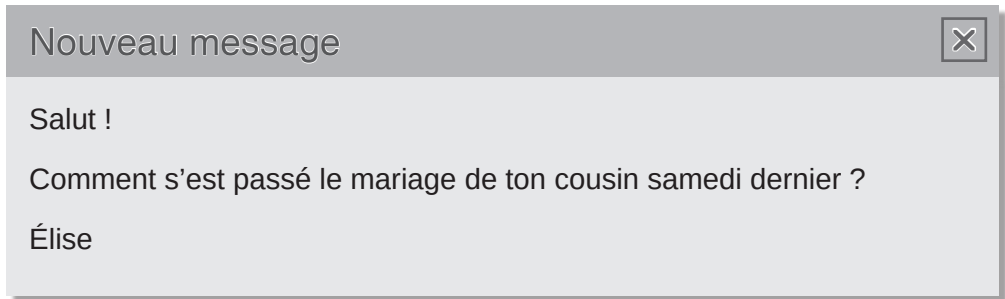 Nouveau message
Salut !
Comment s’est passé le mariage de ton cousin samedi dernier ?
Élise